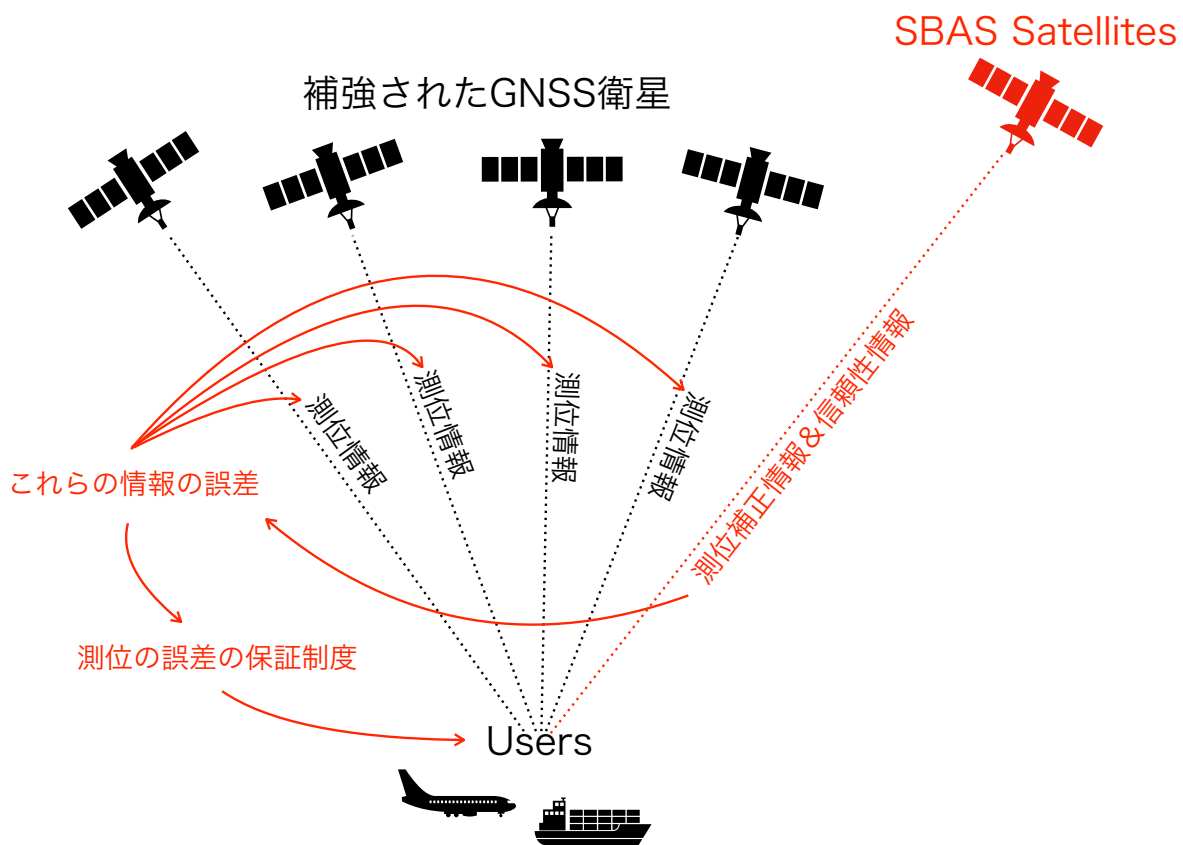 SBAS Satellites
補強されたGNSS衛星
測位情報
測位情報
測位情報
測位情報
測位補正情報&信頼性情報
これらの情報の誤差
測位の誤差の保証制度
Users